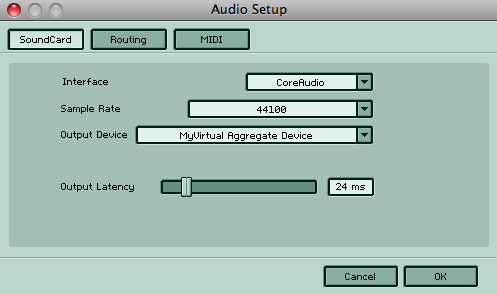 Audio Setup
SoundCard Routing MIDI
Interface CoreAudio
Sample Rate 44100
Output Device MyVirtual Aggregate Device
Output Latency 24 ms
Cancel OK